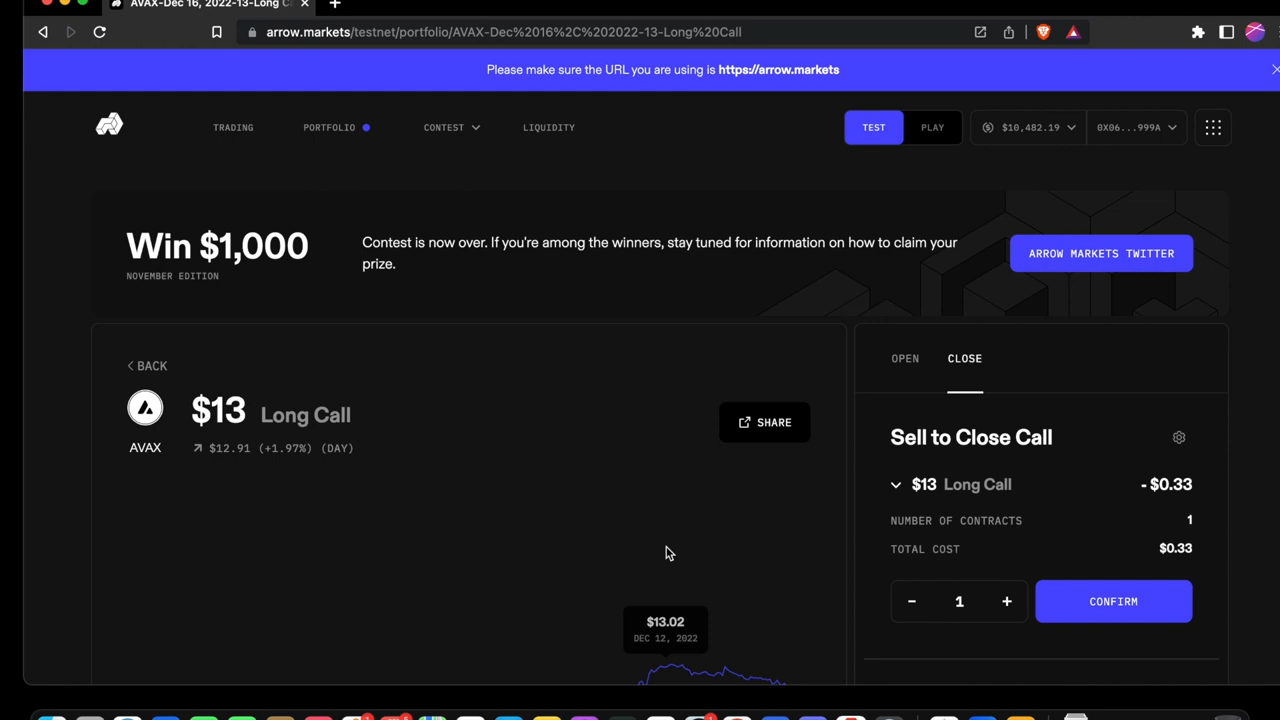 AVAX-Dec 16, 2022-13-Long C
arrow.markets/testnet/portfolio/AVAX-Dec%2016%2C%202022-13-Long%20Call
Please make sure the URL you are using is https://arrow.markets
TRADING
PORTFOLIO
CONTEST
LIQUIDITY
TEST
PLAY
$10,482.19
0X06...999A
Win $1,000
NOVEMBER EDITION
Contest is now over. If you're among the winners, stay tuned for information on how to claim your
prize.
ARROW MARKETS TWITTER
BACK
$13 Long Call
AVAX
$12.91 (+1.97%) (DAY)
SHARE
$13.02
DEC 12, 2022
OPEN
CLOSE
Sell to Close Call
$13 Long Call
- $0.33
NUMBER OF CONTRACTS
1
TOTAL COST
$0.33
− 1 +
CONFIRM